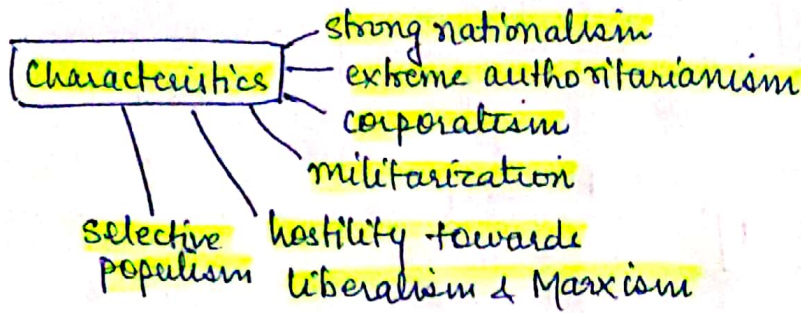 Characteristics
strong nationalism
extreme authoritarianism
corporatism
militarization
hostility towards
liberalism & Marxism
selective
populism